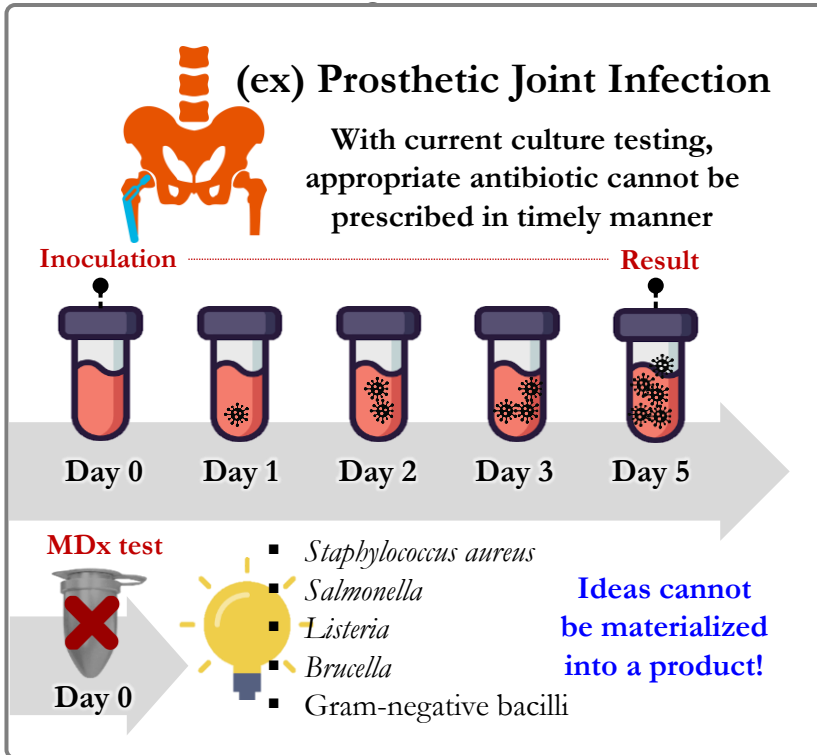 (ex) Prosthetic Joint Infection
With current culture testing,
appropriate antibiotic cannot be
prescribed in timely manner
Inoculation
Result
Day 0
Day 1
Day 2
Day 3
Day 5
MDx test
Day 0
▪ Staphylococcus aureus
▪ Salmonella
▪ Listeria
▪ Brucella
▪ Gram-negative bacilli
Ideas cannot
be materialized
into a product!